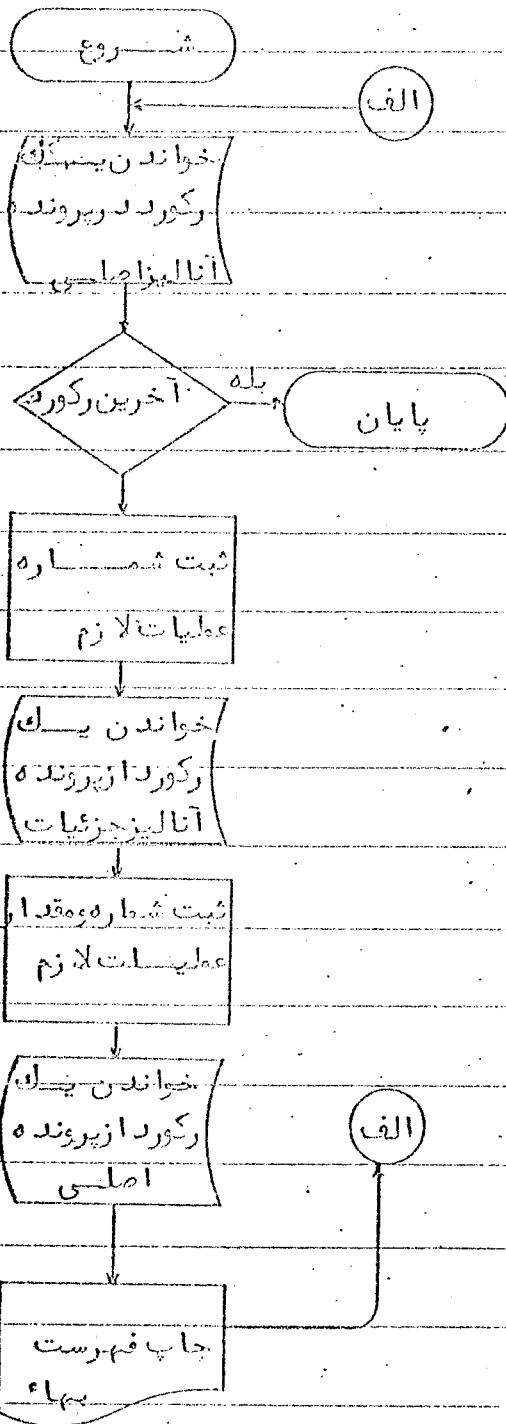 شروع
الف
خواندن یک
رکورد در پرونده
آنالیز اصلی
آخرین رکورد
بله
پایان
ثبت شماره
عملیات لازم
خواندن یک
رکورد از پرونده
آنالیز جزئیات
ثبت شماره و مقدار
عملیات لازم
خواندن یک
رکورد از پرونده
اصلی
الف
چاپ فهرست
بهاء